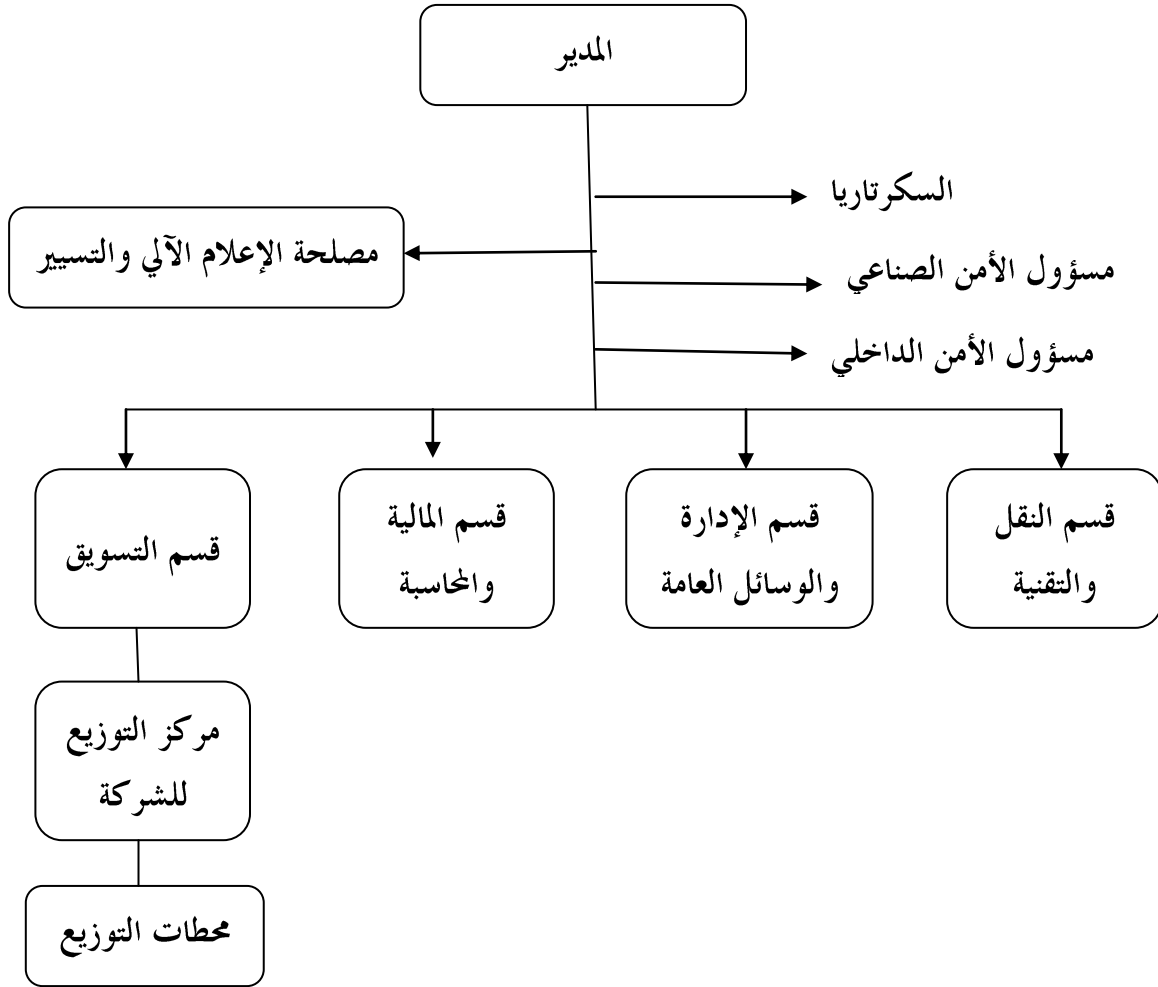 المدير
السكرتاريا
مصلحة الإعلام الآلي والتسيير
مسؤول الأمن الصناعي
مسؤول الأمن الداخلي
قسم النقل
والتقنية
قسم الإدارة
والوسائل العامة
قسم المالية
والمحاسبة
قسم التسويق
مركز التوزيع
للشركة
محطات التوزيع